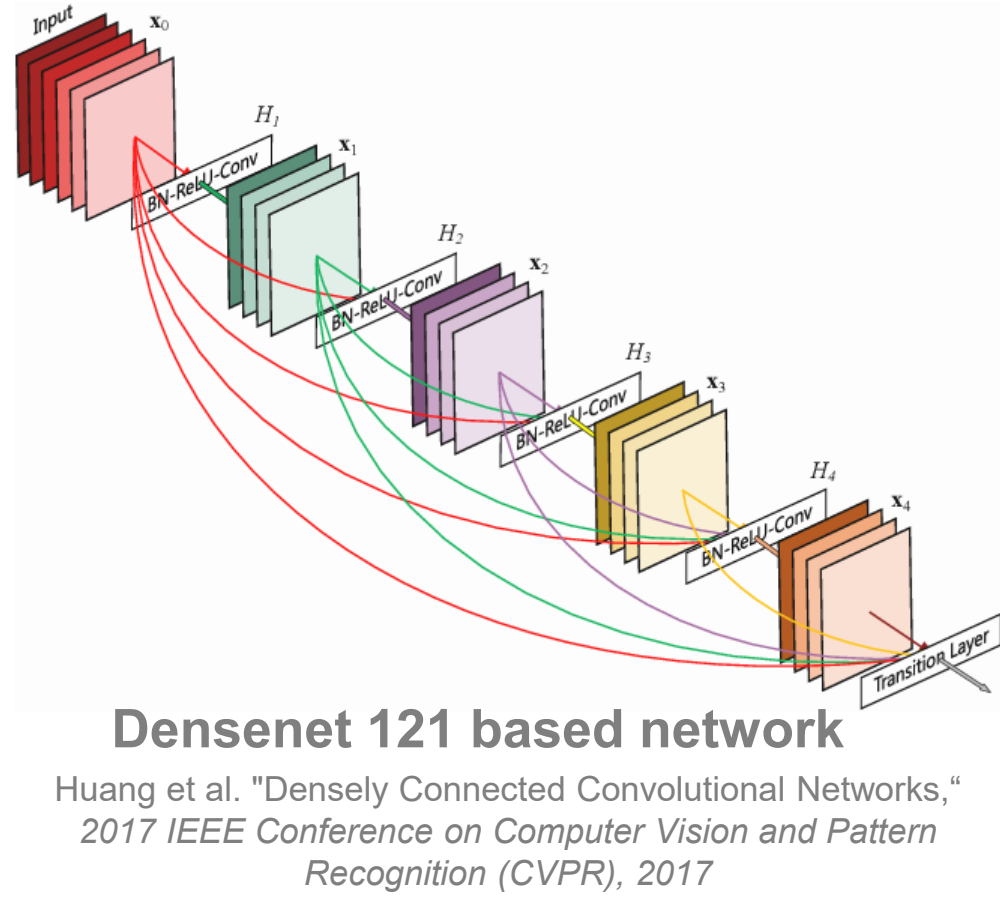 Input
x0
H1
BN-ReLU-Conv
x1
H2
BN-ReLU-Conv
x2
H3
BN-ReLU-Conv
x3
H4
BN-ReLU-Conv
x4
Transition Layer
Densenet 121 based network
Huang et al. "Densely Connected Convolutional Networks,“
2017 IEEE Conference on Computer Vision and Pattern
Recognition (CVPR), 2017